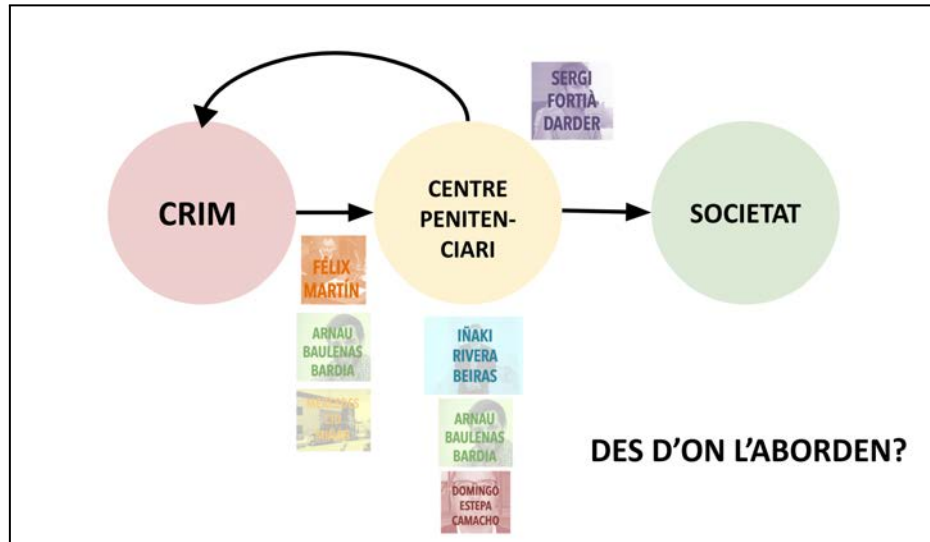 SERGI
FORTIÀ
DARDER
CRIM
CENTRE
PENITEN-
CIARI
SOCIETAT
FÉLIX
MARTÍN
ARNAU
BAULENAS
BARDIA
IÑAKI
RIVERA
BEIRAS
ARNAU
BAULENAS
BARDIA
DOMINGO
ESTEPA
CAMACHO
DES D'ON L'ABORDEN?